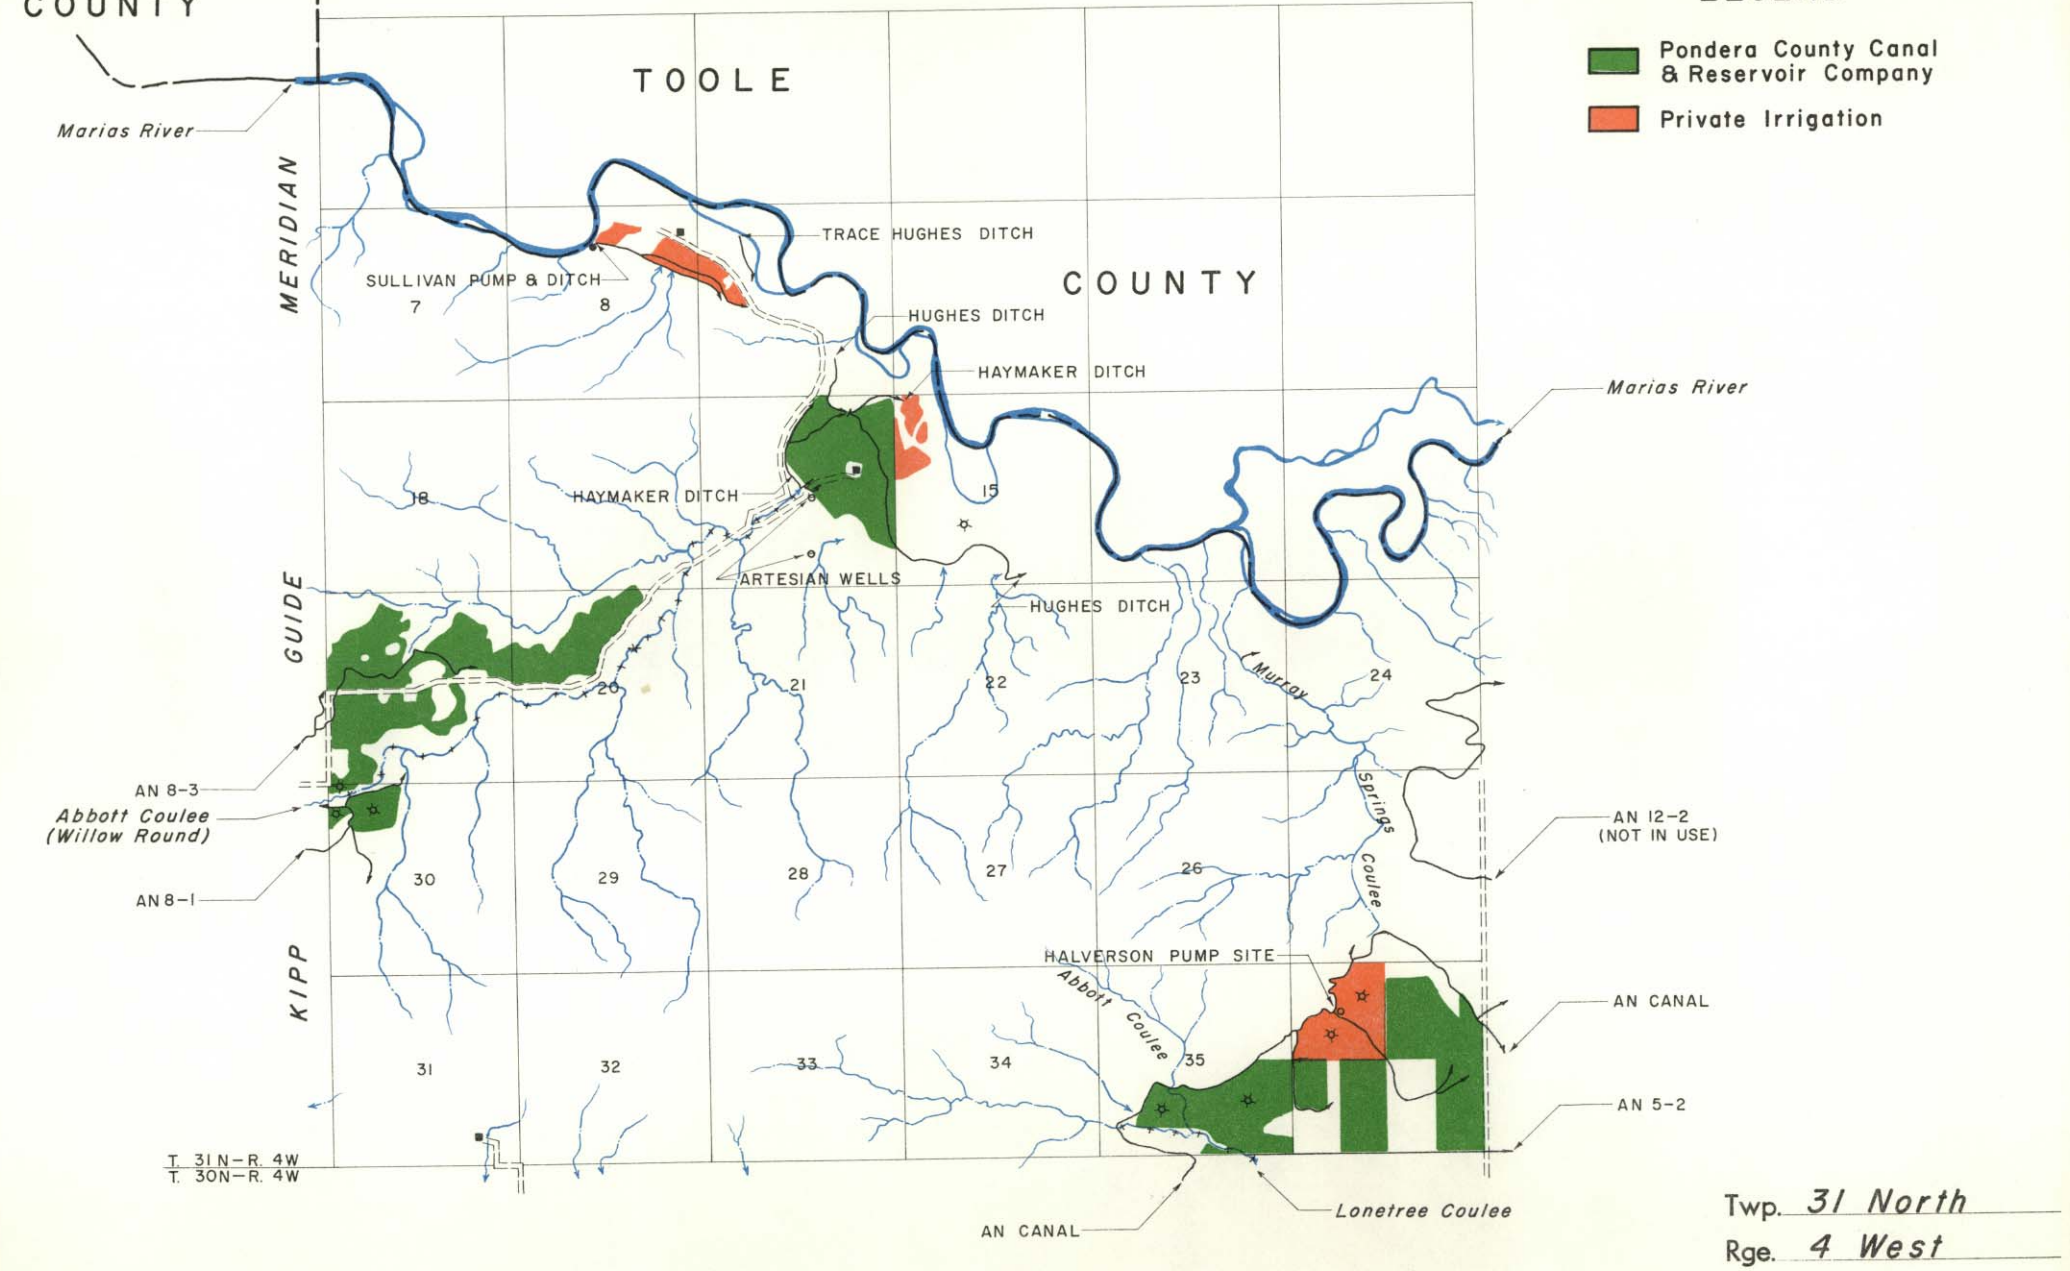 COUNTY
TOOLE
Pondera County Canal
& Reservoir Company
Private Irrigation
Marias River
MERIDIAN
TRACE HUGHES DITCH
SULLIVAN PUMP & DITCH
7
8
COUNTY
HUGHES DITCH
HAYMAKER DITCH
Marias River
18
HAYMAKER DITCH
15
ARTESIAN WELLS
HUGHES DITCH
GUIDE
20
21
22
23
24
Murray
Springs
Coulee
AN 8-3
Abbott Coulee
(Willow Round)
AN 12-2
(NOT IN USE)
AN 8-1
30
29
28
27
26
KIPP
HALVERSON PUMP SITE
Abbott Coulee
AN CANAL
31
32
33
34
35
AN 5-2
T. 31N-R. 4W
T. 30N-R. 4W
Lonetree Coulee
AN CANAL
Twp. 31 North
Rge. 4 West